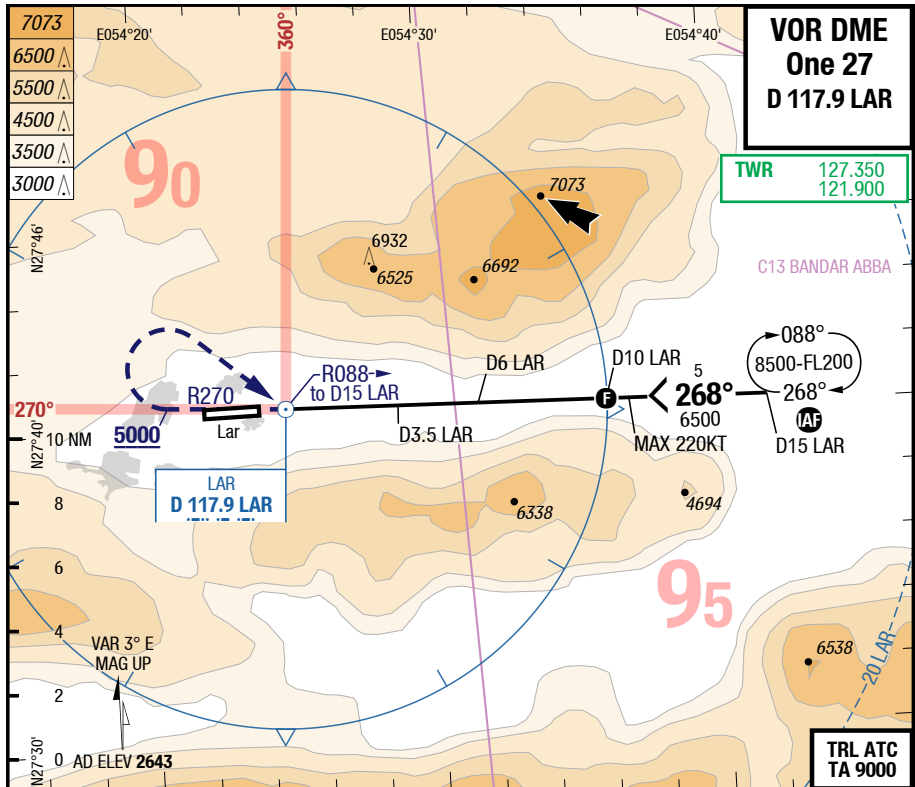 7073
6500
5500
4500
3500
3000
E054°20'
360°
E054°30'
E054°40'
VOR DME
One 27
D 117.9 LAR
TWR 127.350
121.900
90
N27°46'
7073
6932
6525
6692
C13 BANDAR ABBA
R088
to D15 LAR
D6 LAR
D10 LAR
088°
8500-FL200
268°
IAF
D15 LAR
5
268°
6500
F
MAX 220KT
270°
R270
5000
Lar
D3.5 LAR
N27°40'
10 NM
LAR
D 117.9 LAR
8
6
4
2
0
6338
4694
95
6538
20 LAR
VAR 3° E
MAG UP
N27°30'
AD ELEV 2643
TRL ATC
TA 9000